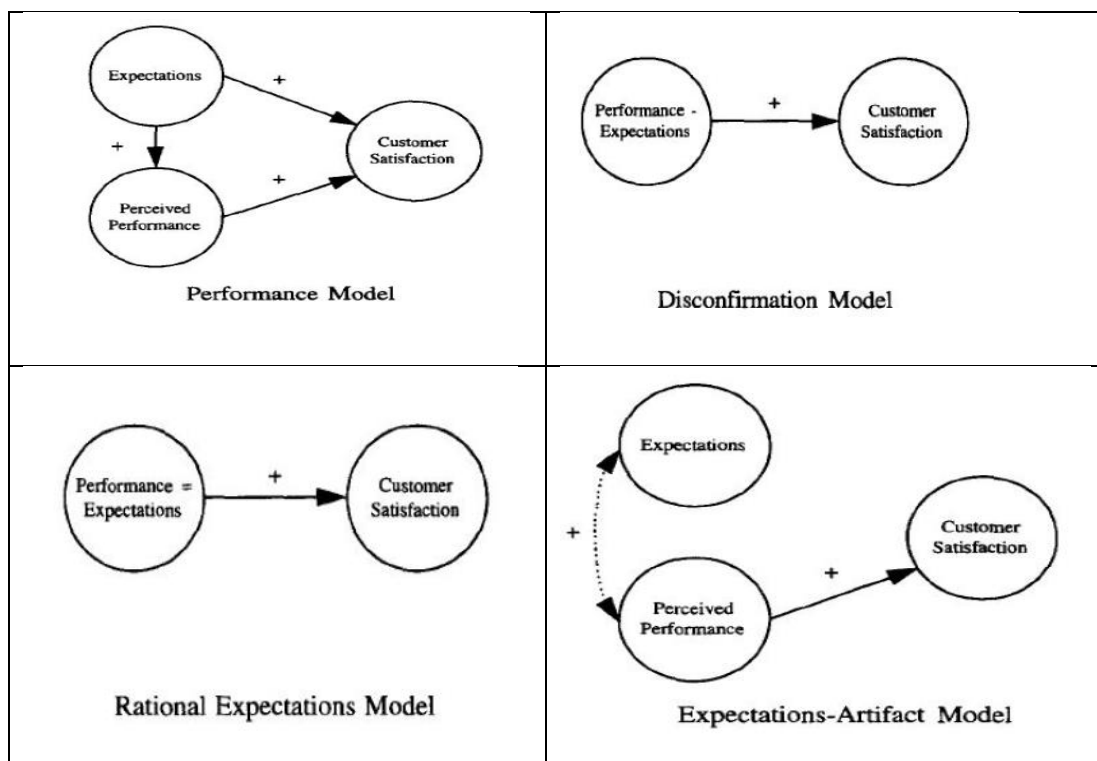 Expectations
+
+
Customer
Satisfaction
+
Perceived
Performance
Performance Model
Performance -
Expectations
+
Customer
Satisfaction
Disconfirmation Model
Performance =
Expectations
+
Customer
Satisfaction
Rational Expectations Model
Expectations
+
Perceived
Performance
+
Customer
Satisfaction
Expectations-Artifact Model